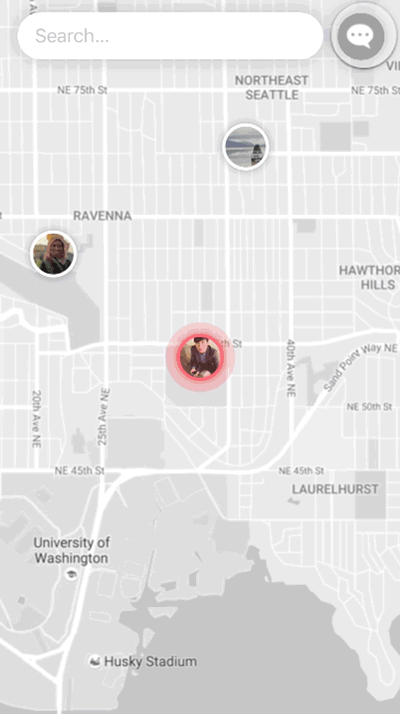 Search...
NE 75th St
NORTHEAST
SEATTLE
NE 75th St
RAVENNA
HAWTHOR
HILLS
th St
40th Ave NE
Sand Point Way NE
20th Ave NE
25th Ave NE
NE 50th St
NE 45th St
NE 45th St
LAURELHURST
University of
Washington
Husky Stadium